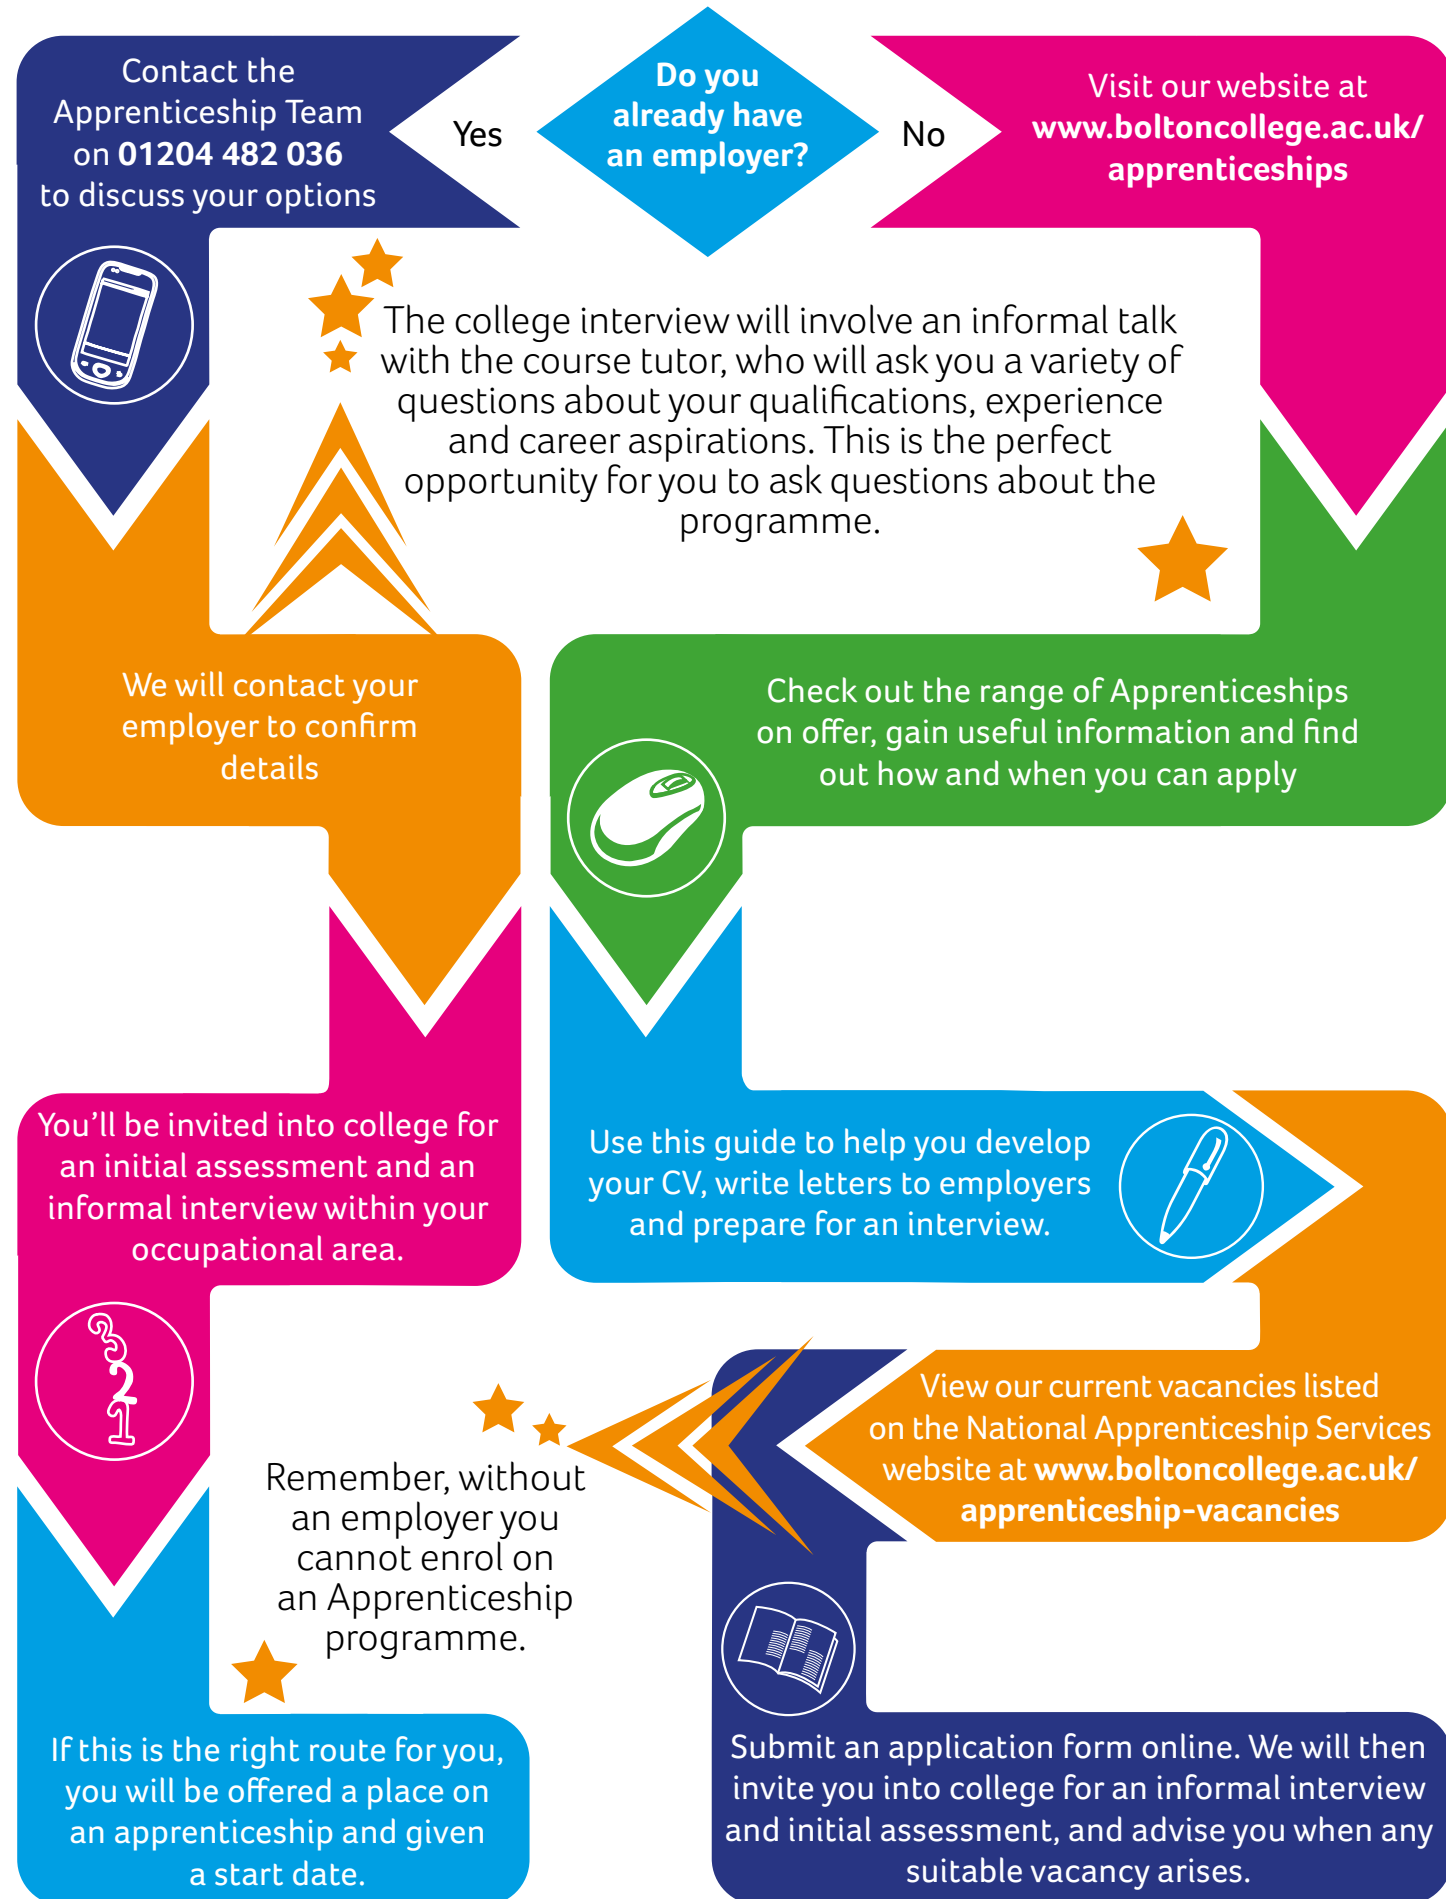 Do you
already have
an employer?
Yes
No
Contact the
Apprenticeship Team
on 01204 482 036
to discuss your options
Visit our website at
www.boltoncollege.ac.uk/
apprenticeships
The college interview will involve an informal talk
with the course tutor, who will ask you a variety of
questions about your qualifications, experience
and career aspirations. This is the perfect
opportunity for you to ask questions about the
programme.
We will contact your
employer to confirm
details
Check out the range of Apprenticeships
on offer, gain useful information and find
out how and when you can apply
You'll be invited into college for
an initial assessment and an
informal interview within your
occupational area.
Use this guide to help you develop
your CV, write letters to employers
and prepare for an interview.
3
2
1
View our current vacancies listed
on the National Apprenticeship Services
website at www.boltoncollege.ac.uk/
apprenticeship-vacancies
Remember, without
an employer you
cannot enrol on
an Apprenticeship
programme.
If this is the right route for you,
you will be offered a place on
an apprenticeship and given
a start date.
Submit an application form online. We will then
invite you into college for an informal interview
and initial assessment, and advise you when any
suitable vacancy arises.